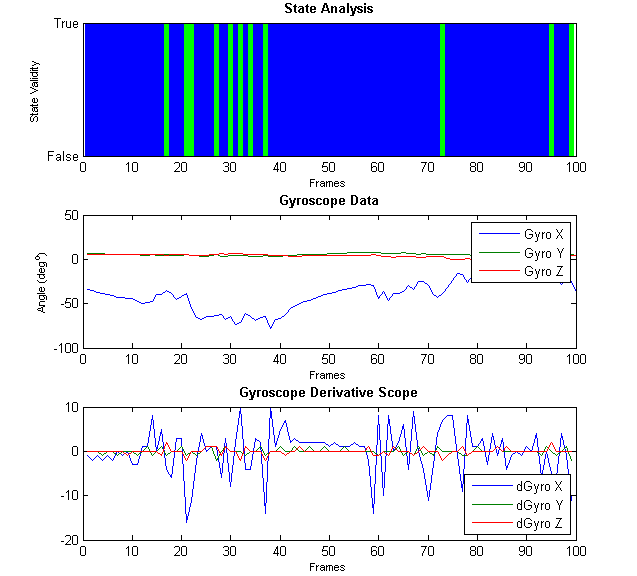 State Analysis
True
State Validity
False
0 10 20 30 40 50 60 70 80 90 100
Frames
Gyroscope Data
50
0
-50
-100
Angle (deg º)
Gyro X
Gyro Y
Gyro Z
0 10 20 30 40 50 60 70 80 90 100
Frames
Gyroscope Derivative Scope
10
0
-10
-20
dGyro X
dGyro Y
dGyro Z
0 10 20 30 40 50 60 70 80 90 100
Frames